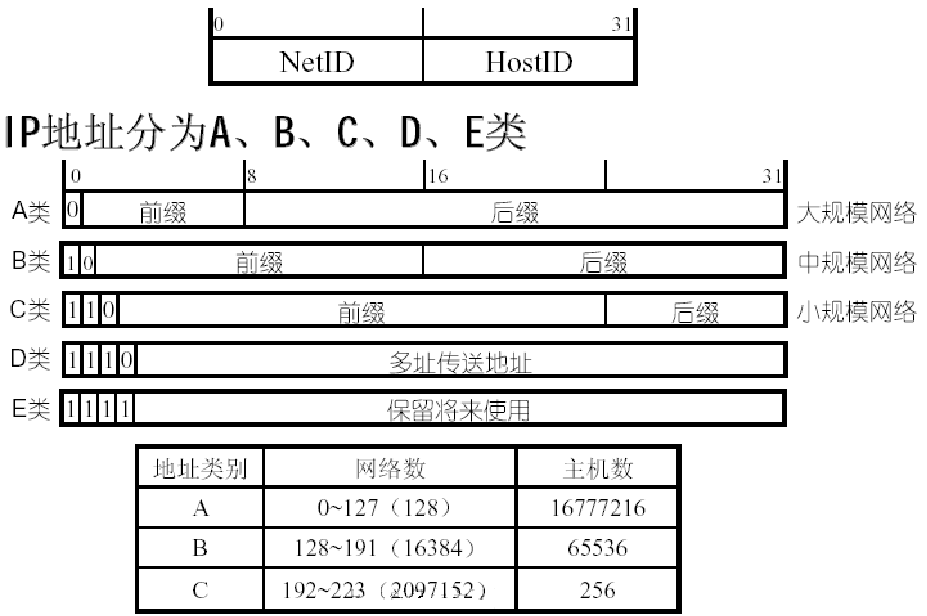 0 31
NetID HostID
IP地址分为A、B、C、D、E类
0 8 16 31
A类 0 前缀 后缀 大规模网络
B类 1 0 前缀 后缀 中规模网络
C类 1 1 0 前缀 后缀 小规模网络
D类 1 1 1 0 多址传送地址
E类 1 1 1 1 保留将来使用
地址类别 网络数 主机数
A 0~127（128） 16777216
B 128~191（16384） 65536
C 192~223（2097152） 256